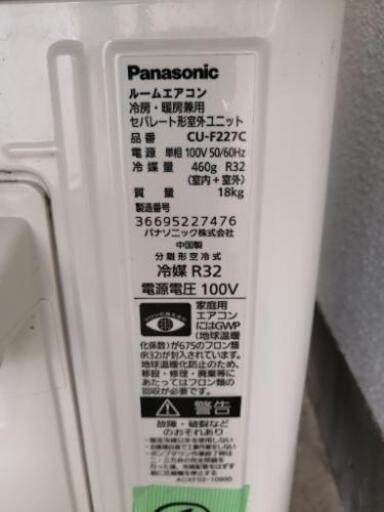 Panasonic
ルームエアコン
冷房・暖房兼用
セパレート形室外ユニット
品番 CU-F227C
電源 単相 100V 50/60Hz
冷媒量 460g R32
(室内+室外)
質量 18kg
製造番号
36695227476
パナソニック株式会社
中国製
分離形空冷式
冷媒 R32
電源電圧 100V
家庭用
エアコン
にはGWP
(地球温暖
化係数)が675のフロン類
(R32)が封入されています。
地球温暖化防止のため、
移設・修理・廃棄等に
あたってはフロン類の
回収が必要です。
警告
故障・破裂など
のおそれあり